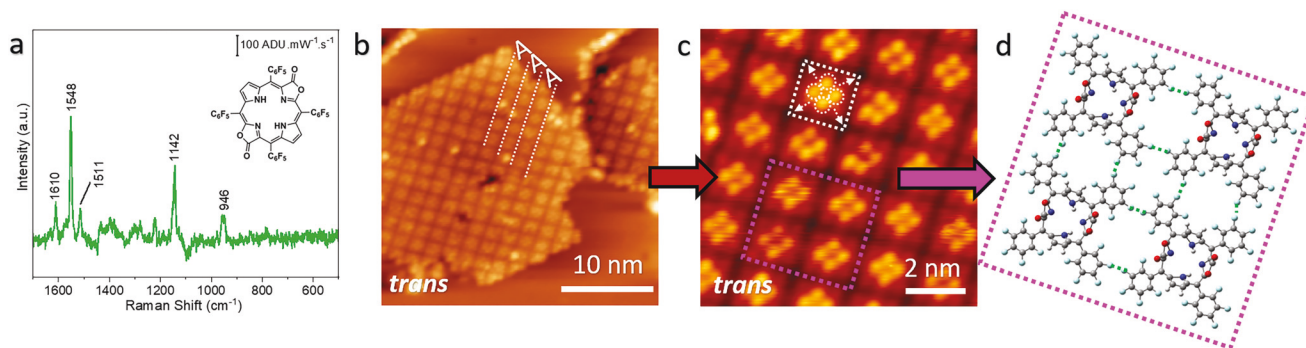 a
100 ADU.mW⁻¹.s⁻¹
Intensity (a.u.)
1610
1548
1511
1142
946
C₆F₅
O
O
NH
N
C₆F₅
C₆F₅
N
HN
O
O
C₆F₅
1600 1400 1200 1000 800 600
Raman Shift (cm⁻¹)
b
A A A
trans
10 nm
c
trans
2 nm
d